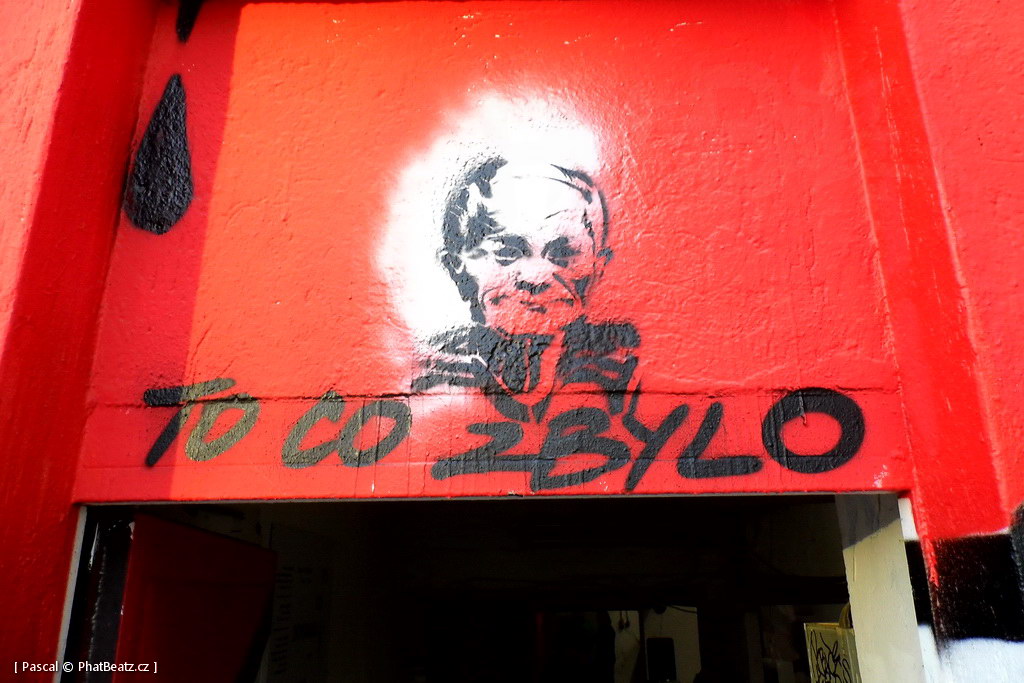 TO CO ZBYLO
[ Pascal © PhatBeatz.cz ]